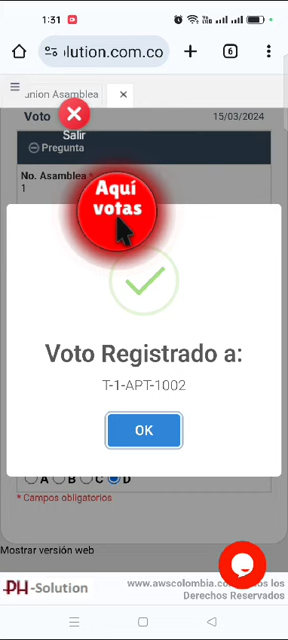 1:31
lution.com.co
6
union Asamblea
Voto
15/03/2024
Salir
Pregunta
No. Asamblea *
1
Aquí
votas
Voto Registrado a:
T-1-APT-1002
OK
A B C D
* Campos obligatorios
Mostrar versión web
PH-Solution
www.awscolombia.co
los
Derechos Reservados